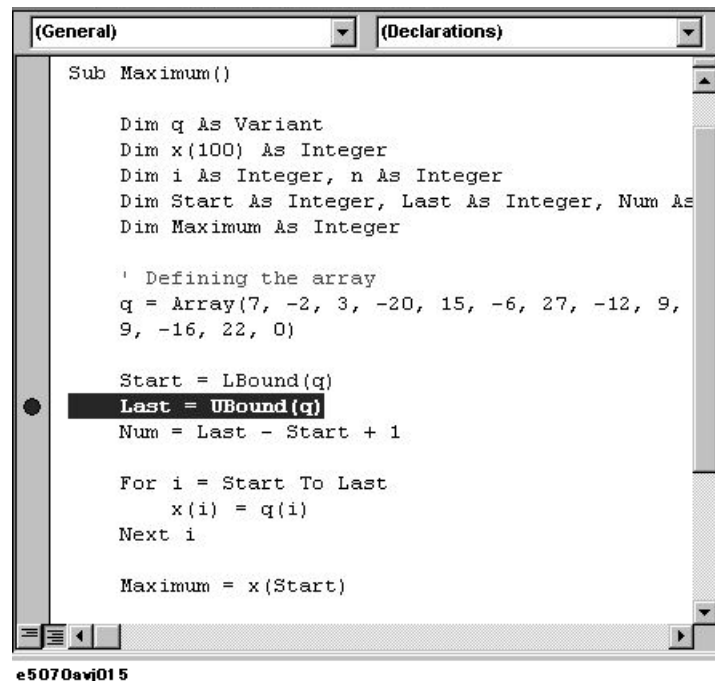 (General) (Declarations)
Sub Maximum()
Dim q As Variant
Dim x(100) As Integer
Dim i As Integer, n As Integer
Dim Start As Integer, Last As Integer, Num As
Dim Maximum As Integer
' Defining the array
q = Array(7, -2, 3, -20, 15, -6, 27, -12, 9,
9, -16, 22, 0)
Start = LBound(q)
Last = UBound(q)
Num = Last - Start + 1
For i = Start To Last
x(i) = q(i)
Next i
Maximum = x(Start)
e5070avj015